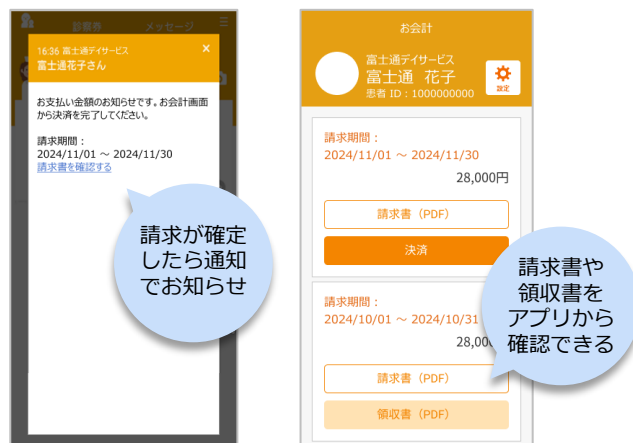 診察券 メッセージ
16:36 富士通デイサービス ×
富士通花子さん
お支払い金額のお知らせです。お会計画面
から決済を完了してください。
請求期間：
2024/11/01 ～ 2024/11/30
請求書を確認する
請求が確定
したら通知
でお知らせ
お会計
富士通デイサービス
富士通 花子
患者 ID：1000000000
設定
請求期間：
2024/11/01 ～ 2024/11/30
28,000円
請求書（PDF）
決済
請求期間：
2024/10/01 ～ 2024/10/31
28,00
請求書（PDF）
領収書（PDF）
請求書や
領収書を
アプリから
確認できる